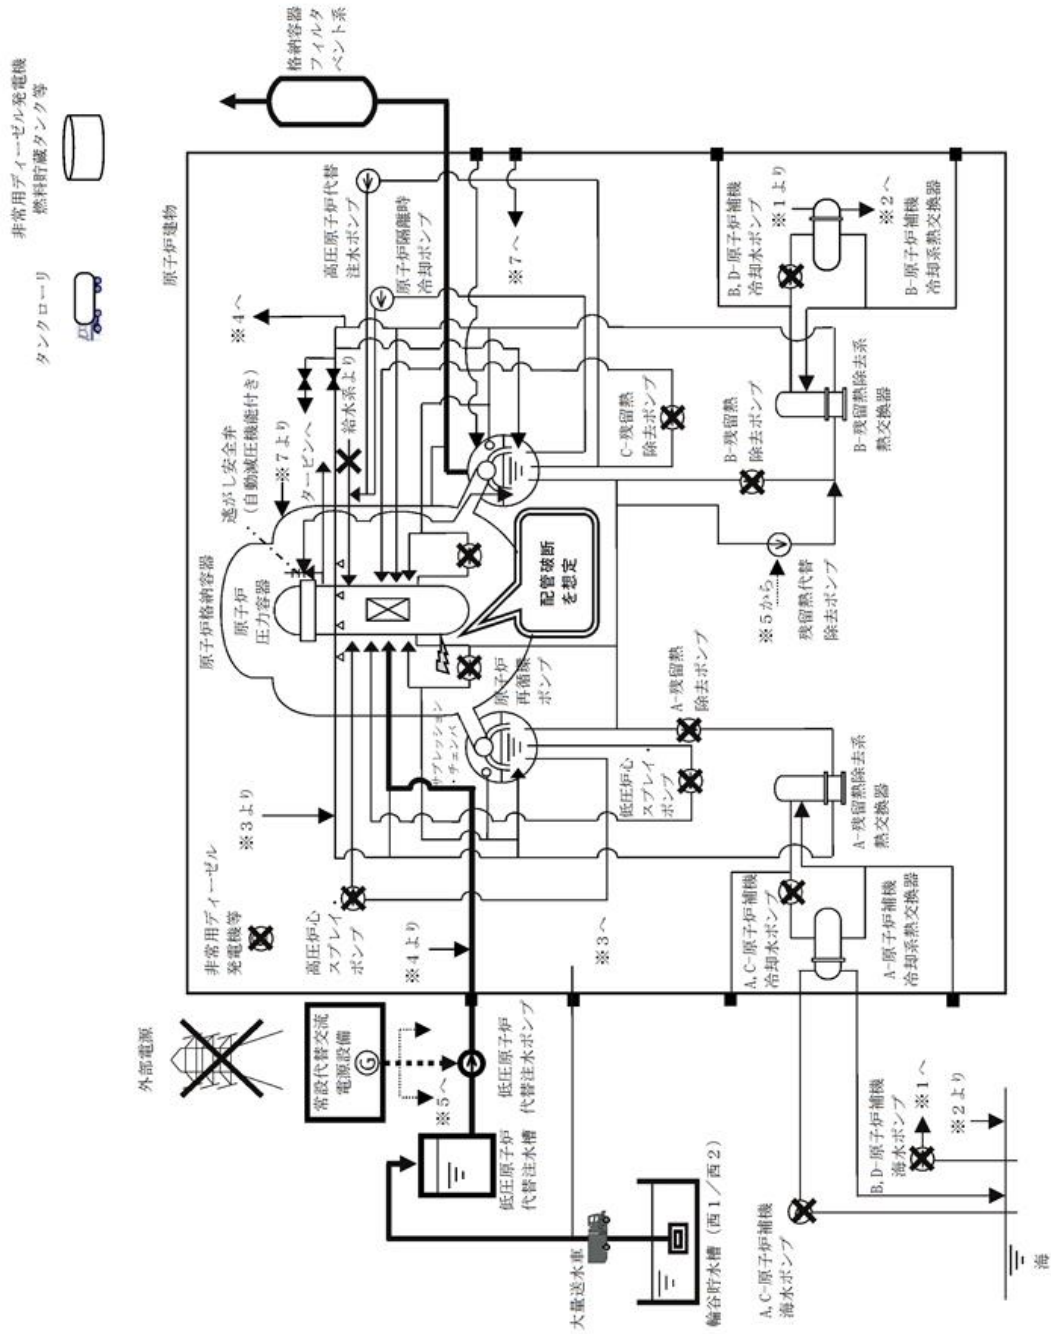 外部電源
常設代替交流
電源設備
G
※5へ
低圧原子炉
代替注水槽
低圧原子炉
代替注水ポンプ
大量送水車
輪谷貯水槽(西1/西2)
A,C-原子炉補機
海水ポンプ
B,D-原子炉補機
海水ポンプ
※1へ
※2より
海
非常用ディーゼル
発電機等
※3より
高圧炉心
スプレイ・
ポンプ
※4より
※3へ
A,C-原子炉補機
冷却水ポンプ
A-原子炉補機
冷却系熱交換器
サプレッション
・チェンバ
低圧炉心
スプレイ・
ポンプ
A-残留熱
除去ポンプ
A-残留熱除去系
熱交換器
原子炉格納容器
原子炉
圧力容器
原子炉
再循環
ポンプ
配管破断
を想定
逃がし安全弁
(自動減圧機能付き)
※7より
タービンへ
給水系より
※4へ
※5から
残留熱代替
除去ポンプ
C-残留熱
除去ポンプ
B-残留熱
除去ポンプ
B-残留熱除去系
熱交換器
原子炉建物
高圧原子炉代替
注水ポンプ
原子炉隔離時
冷却ポンプ
※7へ
B,D-原子炉補機
冷却水ポンプ
※1より
※2へ
B-原子炉補機
冷却系熱交換器
タンクローリ
非常用ディーゼル発電機
燃料貯蔵タンク等
格納容器
フィルタ
ベント系